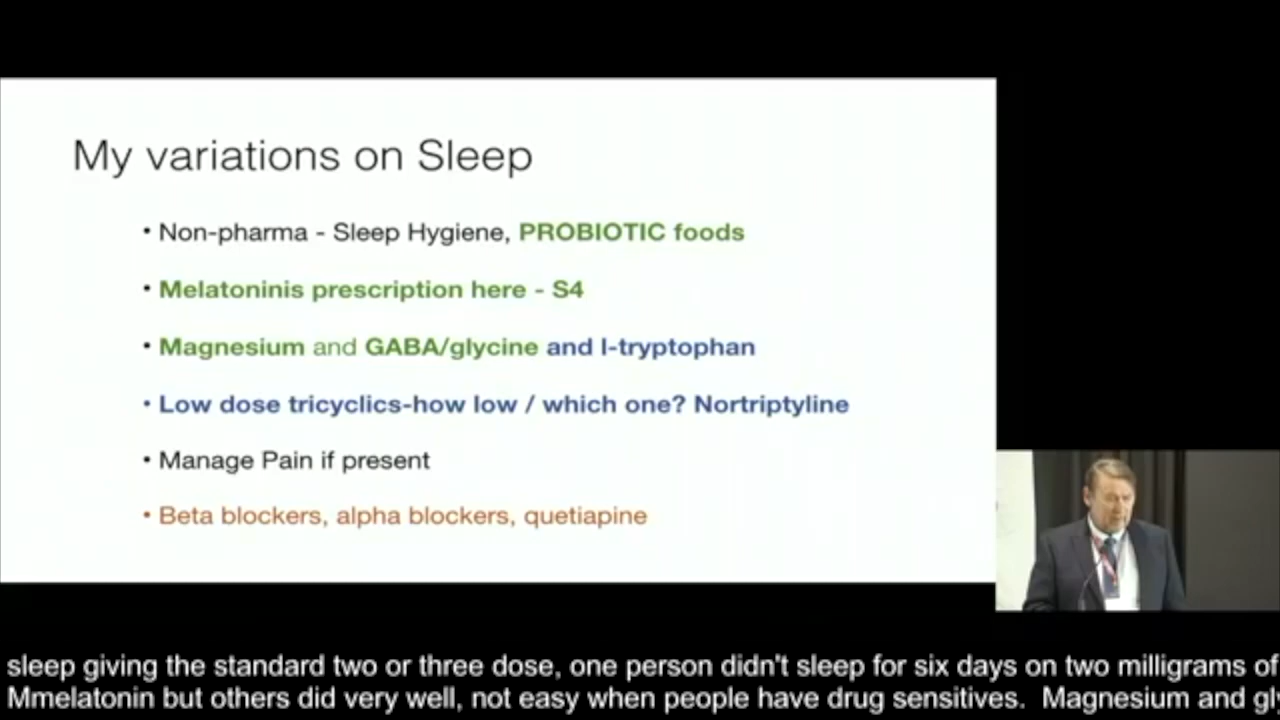 My variations on Sleep
• Non-pharma - Sleep Hygiene, PROBIOTIC foods
• Melatoninis prescription here - S4
• Magnesium and GABA/glycine and l-tryptophan
• Low dose tricyclics-how low / which one? Nortriptyline
• Manage Pain if present
• Beta blockers, alpha blockers, quetiapine
sleep giving the standard two or three dose, one person didn't sleep for six days on two milligrams of
Mmelatonin but others did very well, not easy when people have drug sensitives. Magnesium and gl